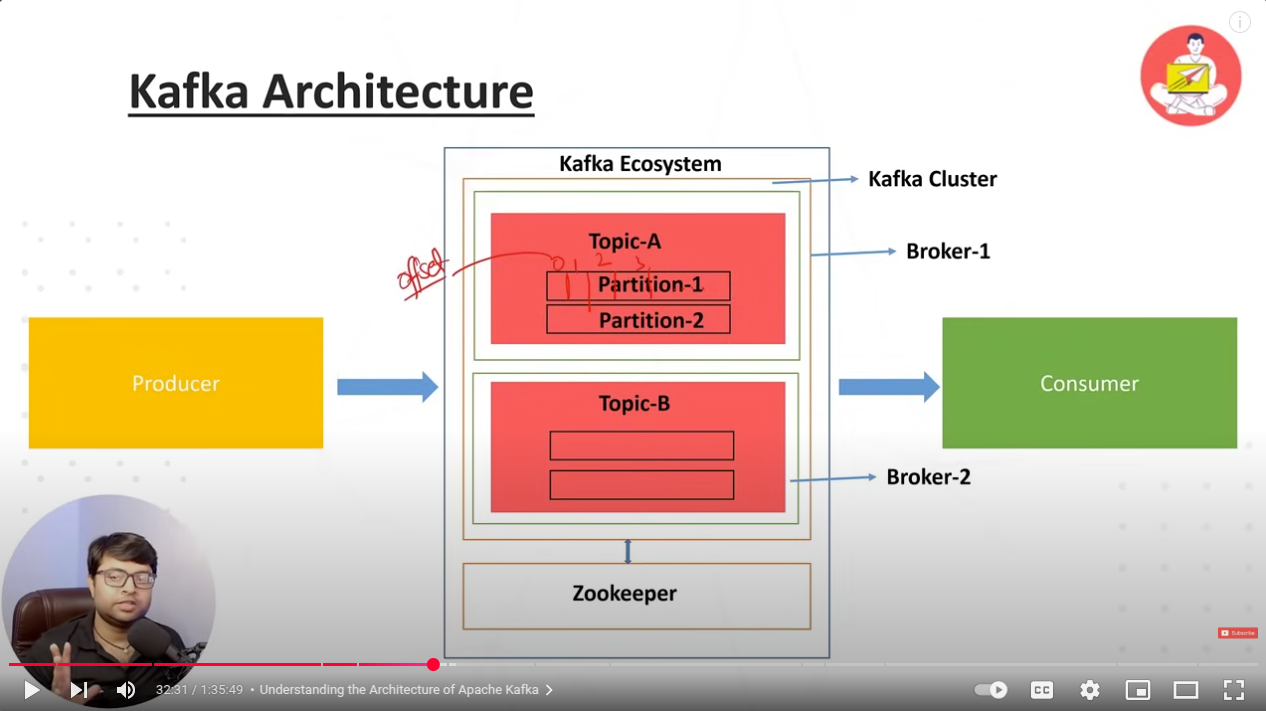 Kafka Architecture
Kafka Ecosystem
Kafka Cluster
Topic-A
Broker-1
offset
0 1 2 3
Partition-1
Partition-2
Producer
Consumer
Topic-B
Broker-2
Zookeeper
Subscribe
32:31 / 1:35:49 • Understanding the Architecture of Apache Kafka
CC